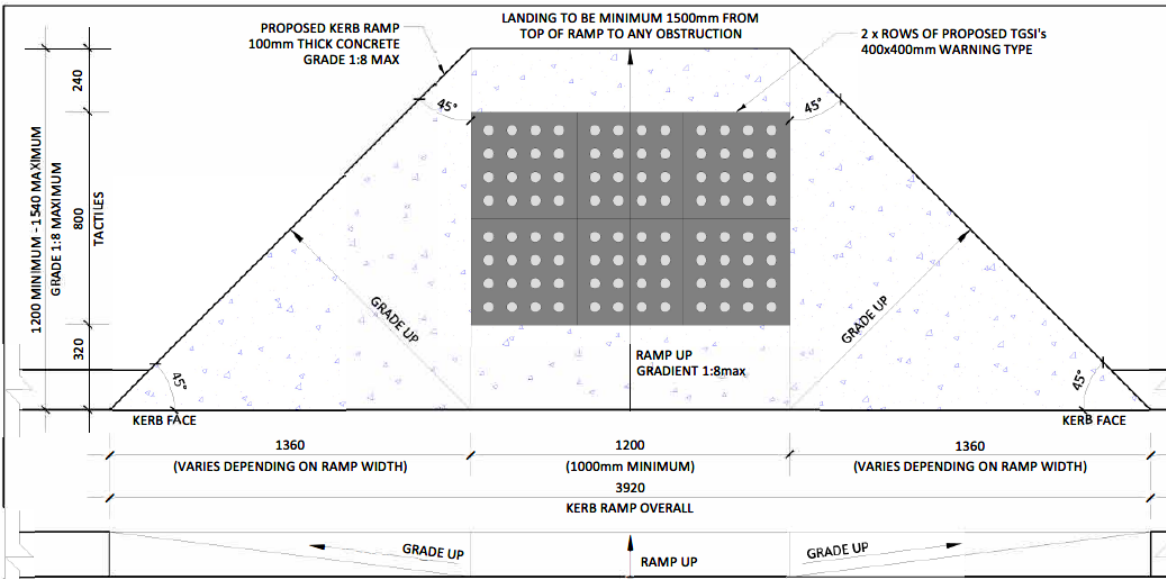 PROPOSED KERB RAMP
100mm THICK CONCRETE
GRADE 1:8 MAX
LANDING TO BE MINIMUM 1500mm FROM
TOP OF RAMP TO ANY OBSTRUCTION
2 x ROWS OF PROPOSED TGSI's
400x400mm WARNING TYPE
1200 MINIMUM - 1540 MAXIMUM
GRADE 1:8 MAXIMUM
240
800
TACTILES
320
45°
45°
GRADE UP
GRADE UP
RAMP UP
GRADIENT 1:8max
45°
45°
KERB FACE
KERB FACE
1360
(VARIES DEPENDING ON RAMP WIDTH)
1200
(1000mm MINIMUM)
1360
(VARIES DEPENDING ON RAMP WIDTH)
3920
KERB RAMP OVERALL
GRADE UP
RAMP UP
GRADE UP